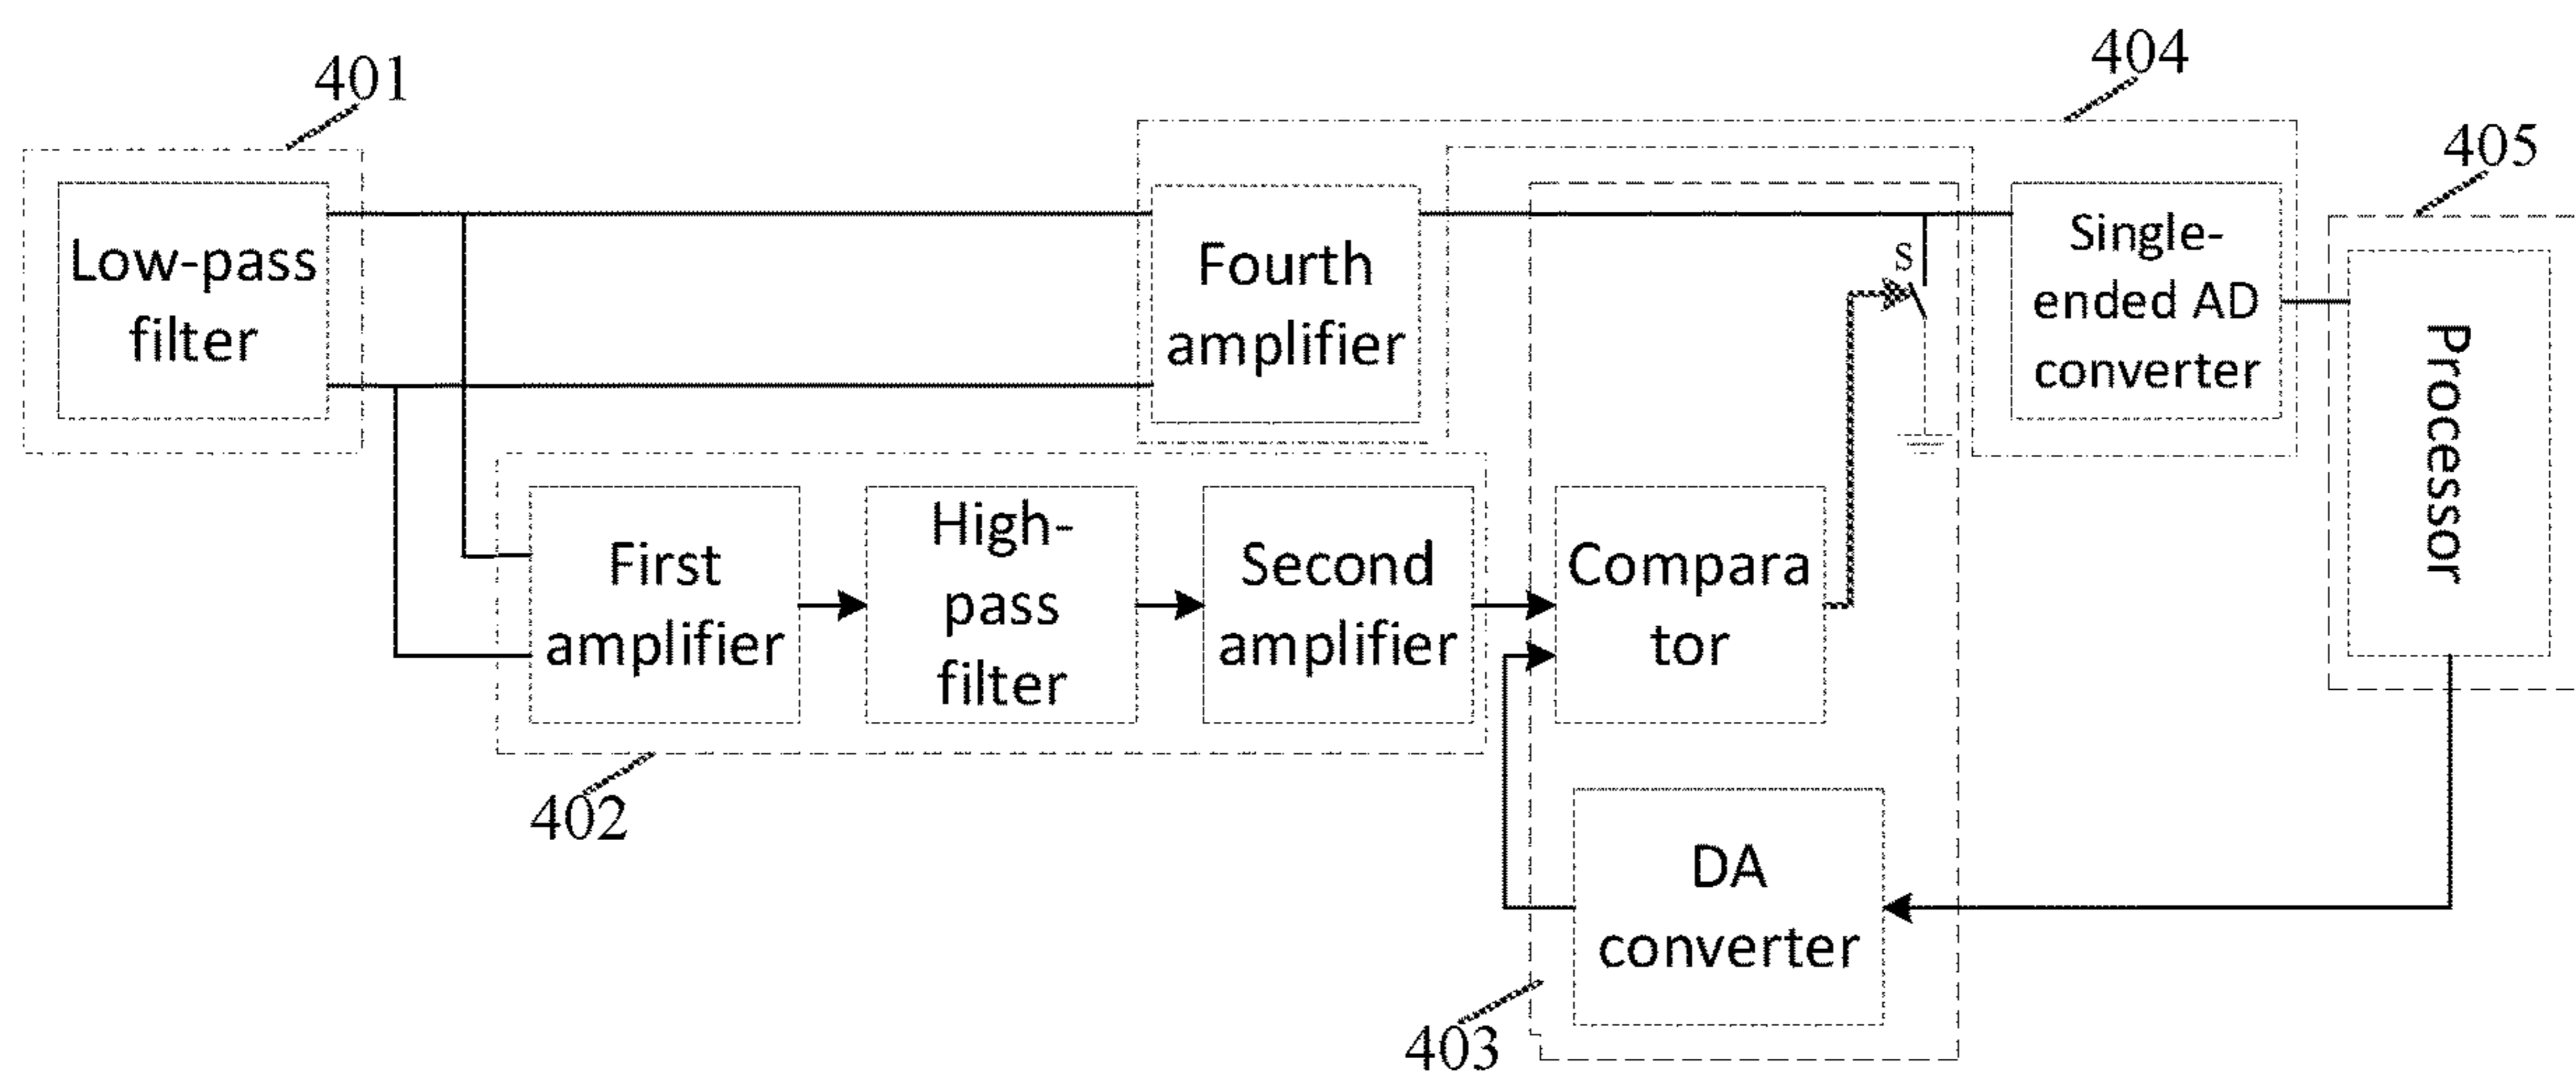 401
404
405
Low-pass
filter
Fourth
amplifier
S
Single-
ended AD
converter
Processor
First
amplifier
High-
pass
filter
Second
amplifier
Compara
tor
402
DA
converter
403